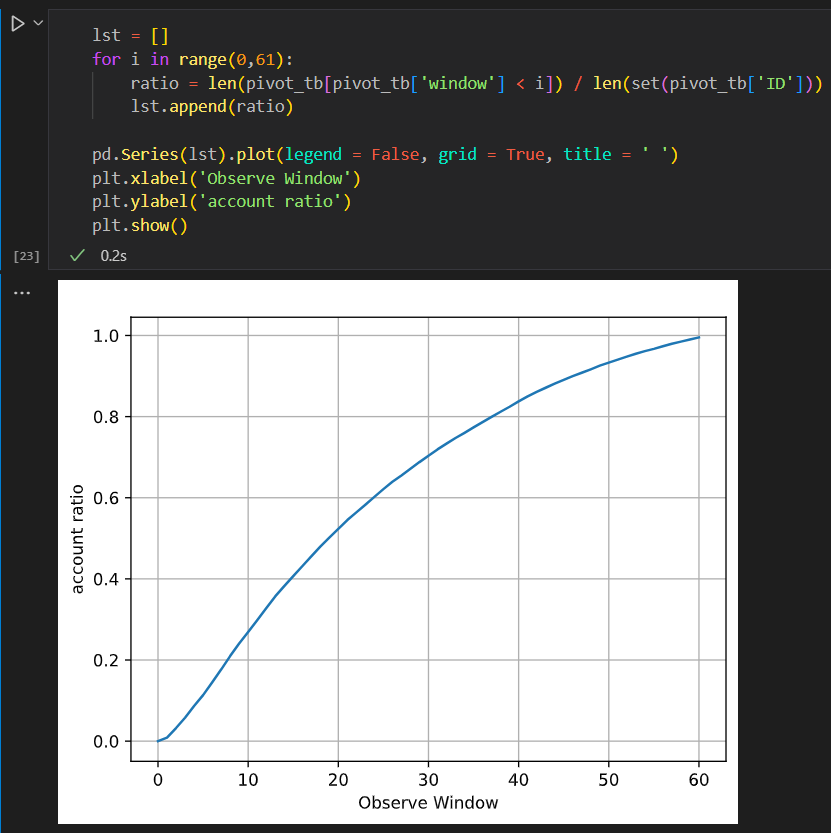 lst = []
for i in range(0,61):
    ratio = len(pivot_tb[pivot_tb['window'] < i]) / len(set(pivot_tb['ID']))
    lst.append(ratio)
pd.Series(lst).plot(legend = False, grid = True, title = ' ')
plt.xlabel('Observe Window')
plt.ylabel('account ratio')
plt.show()
[23]
0.2s
...
1.0
0.8
0.6
0.4
0.2
0.0
account ratio
0 10 20 30 40 50 60
Observe Window